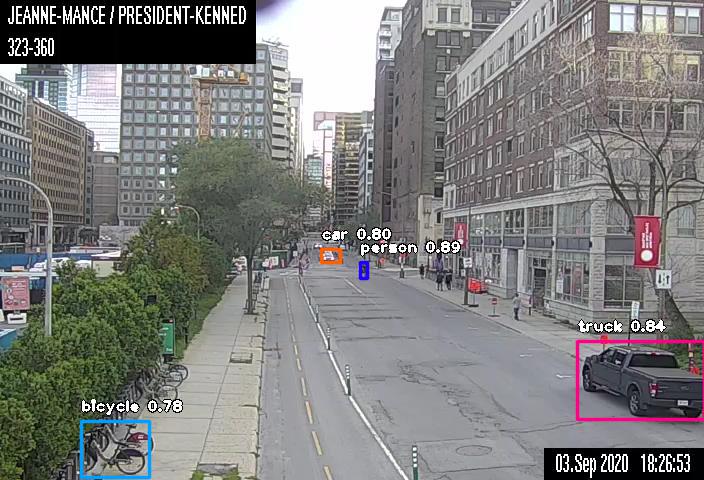 JEANNE-MANCE / PRESIDENT-KENNED
323-360
car 0.80
person 0.89
truck 0.84
bicycle 0.78
03.Sep 2020 18:26:53